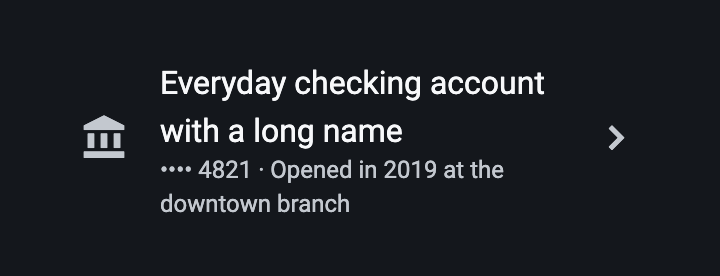 Everyday checking account
with a long name
•••• 4821 · Opened in 2019 at the
downtown branch